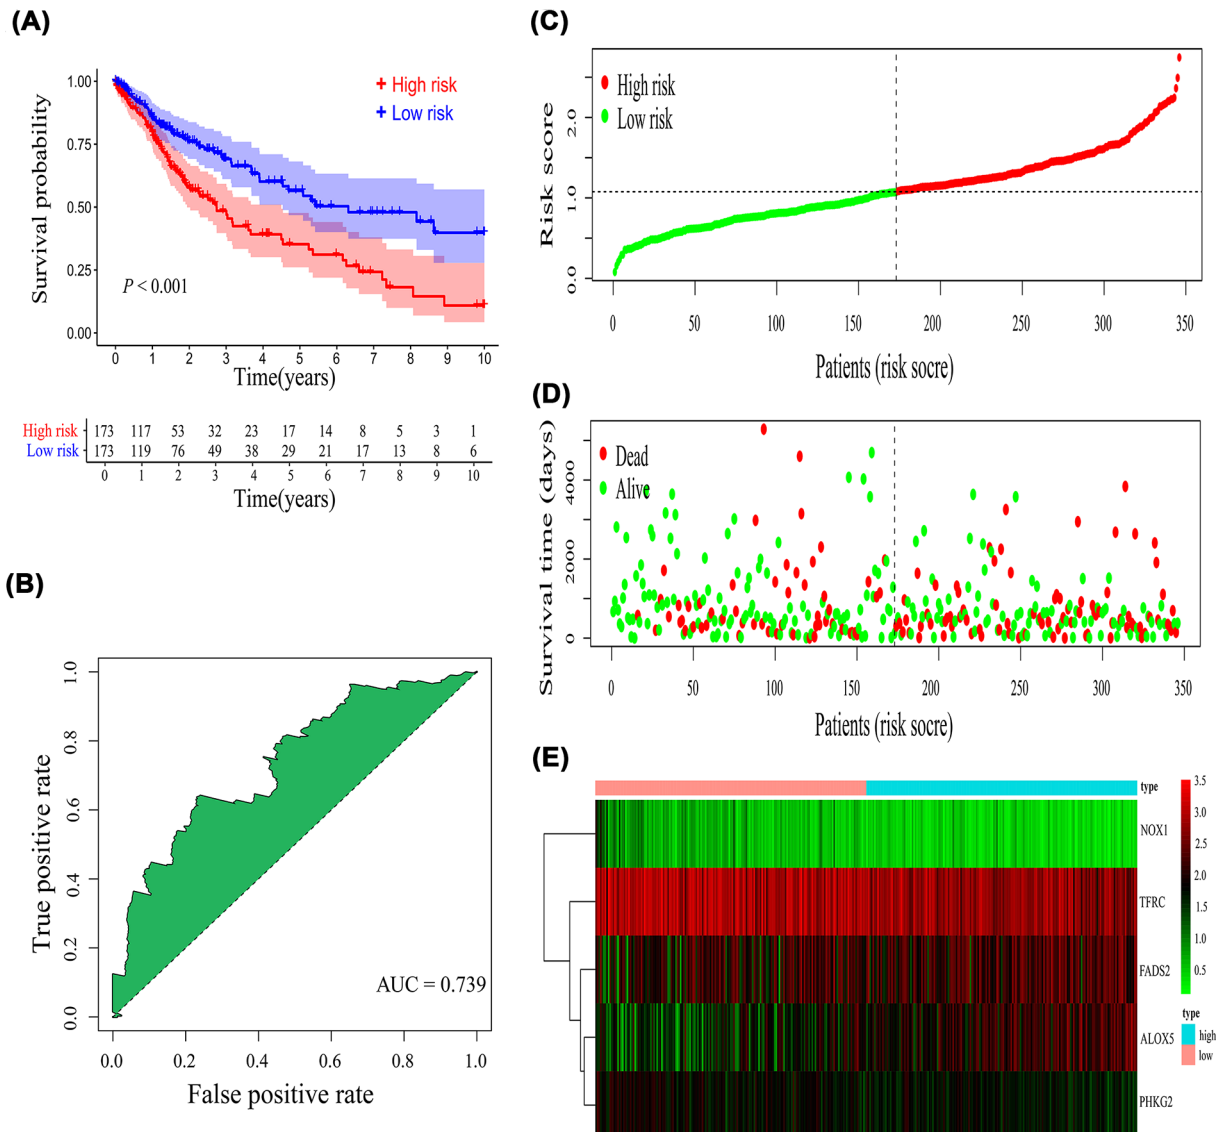 (A)
1.00
0.75
0.50
0.25
0.00
Survival probability
High risk
Low risk
P < 0.001
0 1 2 3 4 5 6 7 8 9 10
Time(years)
High risk 173 117 53 32 23 17 14 8 5 3 1
Low risk 173 119 76 49 38 29 21 17 13 8 6
0 1 2 3 4 5 6 7 8 9 10
Time(years)
(B)
1.0
0.8
0.6
0.4
0.2
0.0
True positive rate
AUC = 0.739
0.0 0.2 0.4 0.6 0.8 1.0
False positive rate
(C)
High risk
Low risk
2.0
1.0
0.0
Risk score
0 50 100 150 200 250 300 350
Patients (risk socre)
(D)
Dead
Alive
4000
2000
0
Survival time (days)
0 50 100 150 200 250 300 350
Patients (risk socre)
(E)
type
NOX1
TFRC
FADS2
ALOX5
PHKG2
3.5
3.0
2.5
2.0
1.5
1.0
0.5
type
high
low